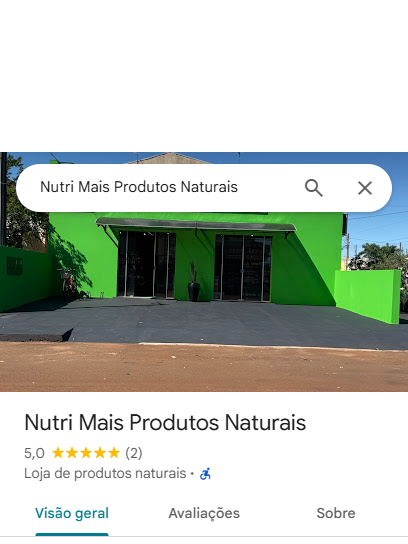 Nutri Mais Produtos Naturais
Nutri Mais Produtos Naturais
5,0 (2)
Loja de produtos naturais •
Visão geral
Avaliações
Sobre